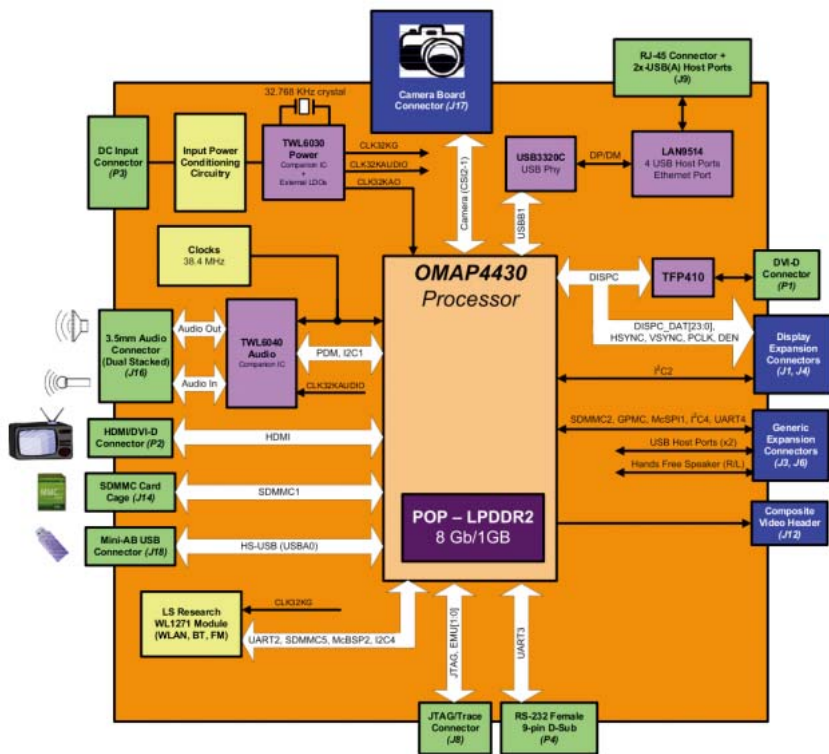 RJ-45 Connector +
2x-USB(A) Host Ports
(J9)
Camera Board
Connector (J17)
32.768 KHz crystal
DC Input
Connector
(P3)
Input Power
Conditioning
Circuitry
TWL6030
Power
Companion IC
+
External LDOs
CLK32KG
CLK32KAUDIO
CLK32KAO
Camera (CSI2-1)
USB3320C
USB Phy
DP/DM
LAN9514
4 USB Host Ports
Ethernet Port
USBB1
Clocks
38.4 MHz
OMAP4430
Processor
DISPC
TFP410
DVI-D
Connector
(P1)
DISPC_DAT[23:0],
HSYNC, VSYNC, PCLK, DEN
Display
Expansion
Connectors
(J1, J4)
I²C2
3.5mm Audio
Connector
(Dual Stacked)
(J16)
Audio Out
Audio In
TWL6040
Audio
Companion IC
PDM, I2C1
CLK32KAUDIO
SDMMC2, GPMC, McSPI1, I²C4, UART4
USB Host Ports (x2)
Hands Free Speaker (R/L)
Generic
Expansion
Connectors
(J3, J6)
HDMI/DVI-D
Connector (P2)
HDMI
MMC
SDMMC Card
Cage (J14)
SDMMC1
POP – LPDDR2
8 Gb/1GB
Composite
Video Header
(J12)
Mini-AB USB
Connector (J18)
HS-USB (USBA0)
LS Research
WL1271 Module
(WLAN, BT, FM)
CLK32KG
UART2, SDMMC5, McBSP2, I2C4
JTAG, EMU[1:0]
UART3
JTAG/Trace
Connector
(J8)
RS-232 Female
9-pin D-Sub
(P4)